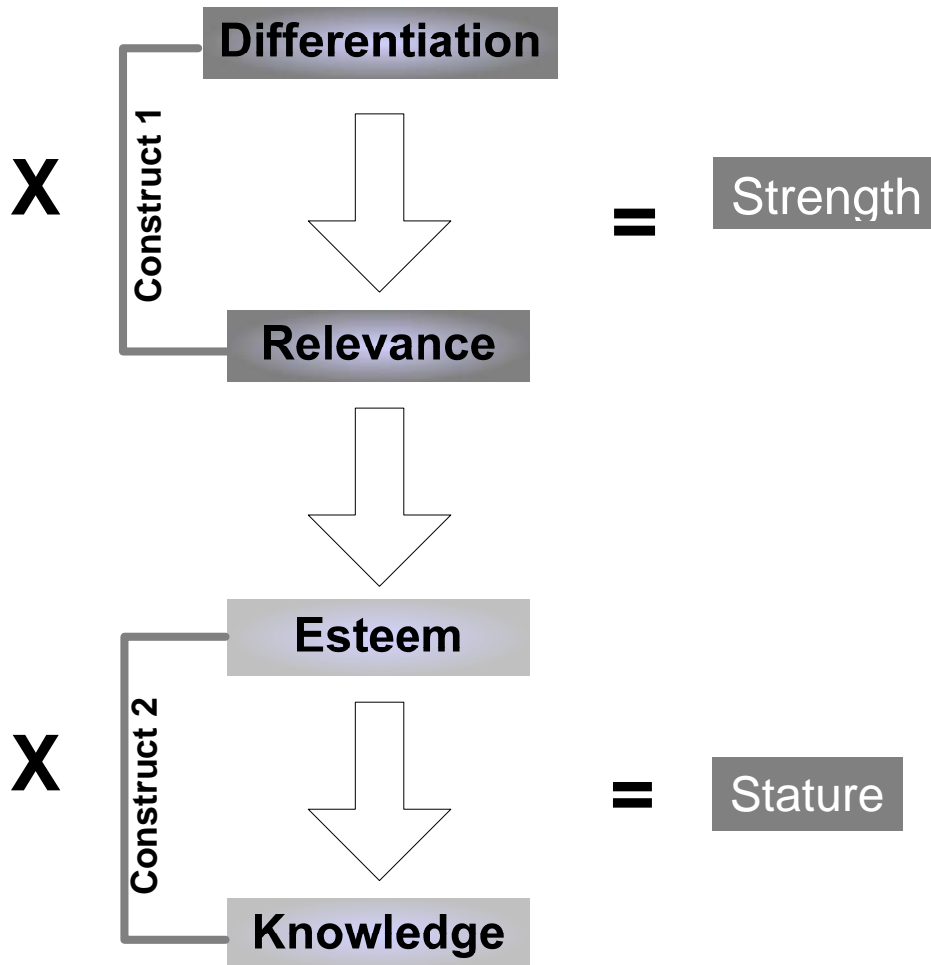 Differentiation
X
Construct 1
=
Strength
Relevance
Esteem
X
Construct 2
=
Stature
Knowledge